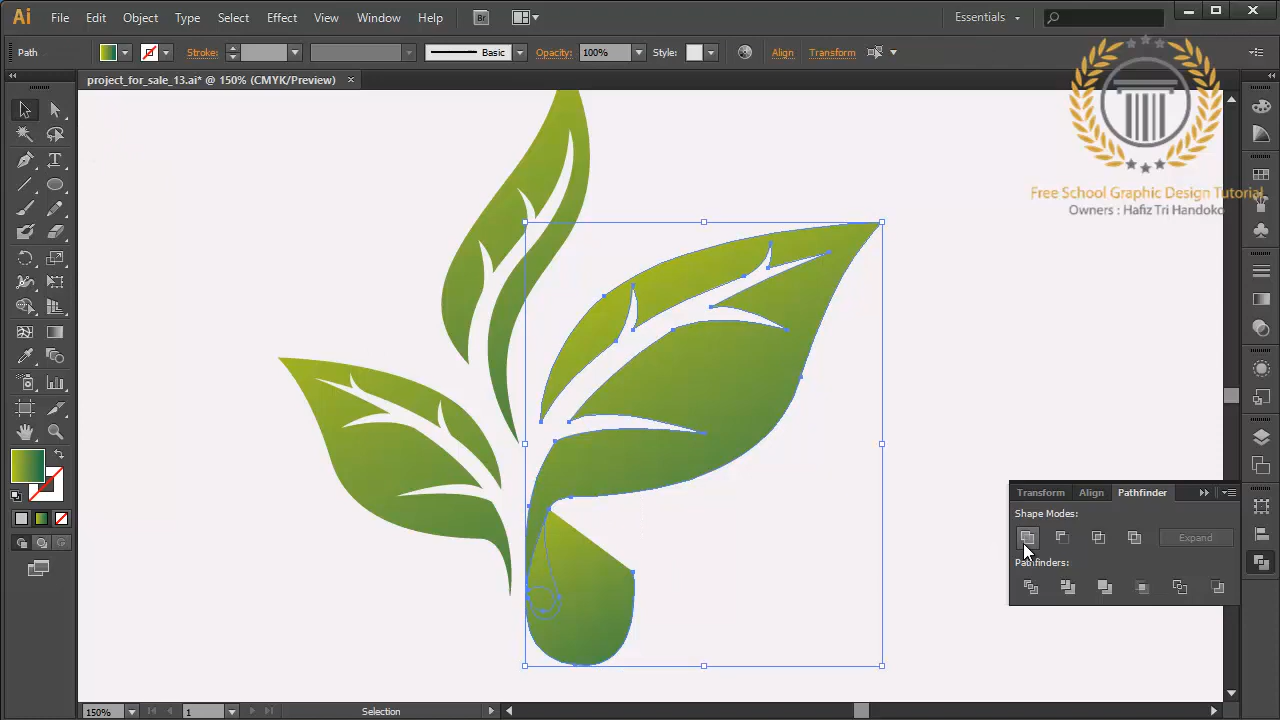 Ai File Edit Object Type Select Effect View Window Help Br Essentials
Path Stroke: Basic Opacity: 100% Style: Align Transform
project_for_sale_13.ai* @ 150% (CMYK/Preview)
Free School Graphic Design Tutorial
Owners : Hafiz Tri Handoko
Transform Align Pathfinder
Shape Modes:
Expand
Pathfinders:
150% 1 Selection